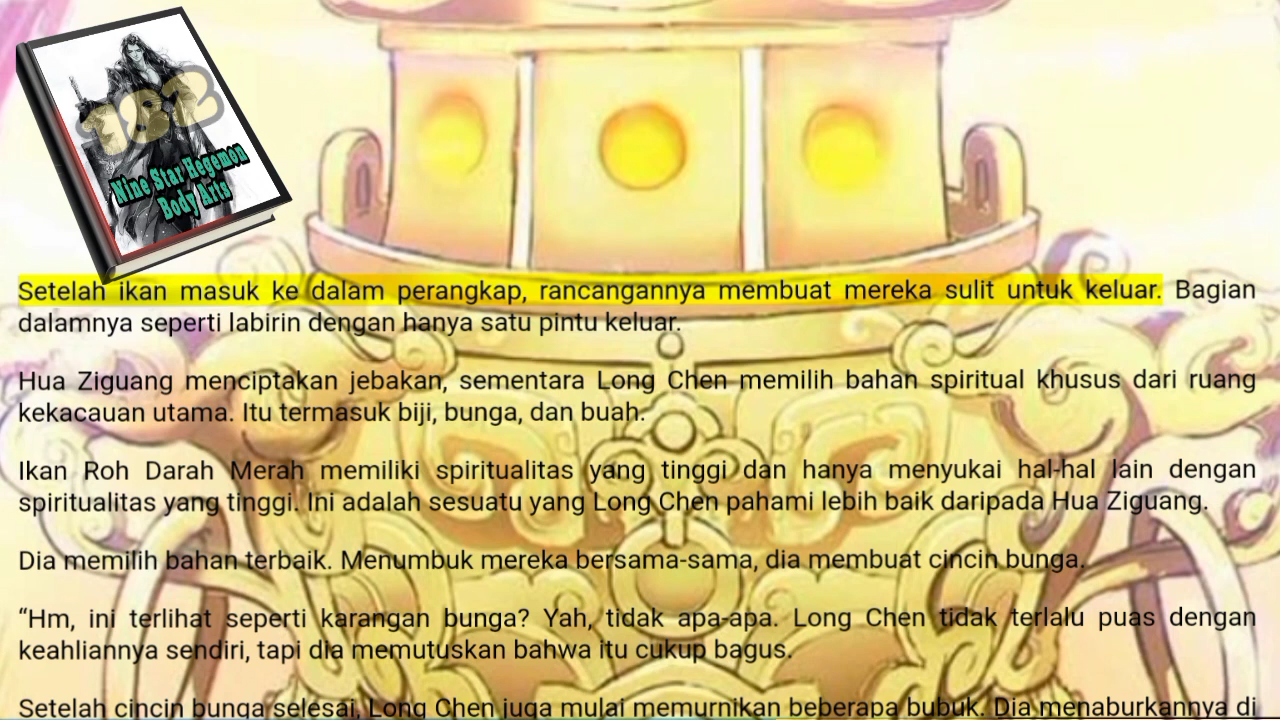 182
Nine Star Hegemon
Body Arts
Setelah ikan masuk ke dalam perangkap, rancangannya membuat mereka sulit untuk keluar. Bagian
dalamnya seperti labirin dengan hanya satu pintu keluar.
Hua Ziguang menciptakan jebakan, sementara Long Chen memilih bahan spiritual khusus dari ruang
kekacauan utama. Itu termasuk biji, bunga, dan buah.
Ikan Roh Darah Merah memiliki spiritualitas yang tinggi dan hanya menyukai hal-hal lain dengan
spiritualitas yang tinggi. Ini adalah sesuatu yang Long Chen pahami lebih baik daripada Hua Ziguang.
Dia memilih bahan terbaik. Menumbuk mereka bersama-sama, dia membuat cincin bunga.
“Hm, ini terlihat seperti karangan bunga? Yah, tidak apa-apa. Long Chen tidak terlalu puas dengan
keahliannya sendiri, tapi dia memutuskan bahwa itu cukup bagus.
Setelah cincin bunga selesai, Long Chen juga mulai memurnikan beberapa bubuk. Dia menaburkannya di